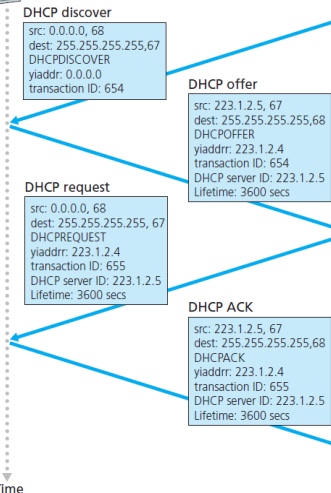 DHCP discover
src: 0.0.0.0, 68
dest: 255.255.255.255,67
DHCPDISCOVER
yiaddr: 0.0.0.0
transaction ID: 654
DHCP offer
src: 223.1.2.5, 67
dest: 255.255.255.255,68
DHCPOFFER
yiaddrr: 223.1.2.4
transaction ID: 654
DHCP server ID: 223.1.2.5
Lifetime: 3600 secs
DHCP request
src: 0.0.0.0, 68
dest: 255.255.255.255, 67
DHCPREQUEST
yiaddrr: 223.1.2.4
transaction ID: 655
DHCP server ID: 223.1.2.5
Lifetime: 3600 secs
DHCP ACK
src: 223.1.2.5, 67
dest: 255.255.255.255,68
DHCPACK
yiaddrr: 223.1.2.4
transaction ID: 655
DHCP server ID: 223.1.2.5
Lifetime: 3600 secs
Time